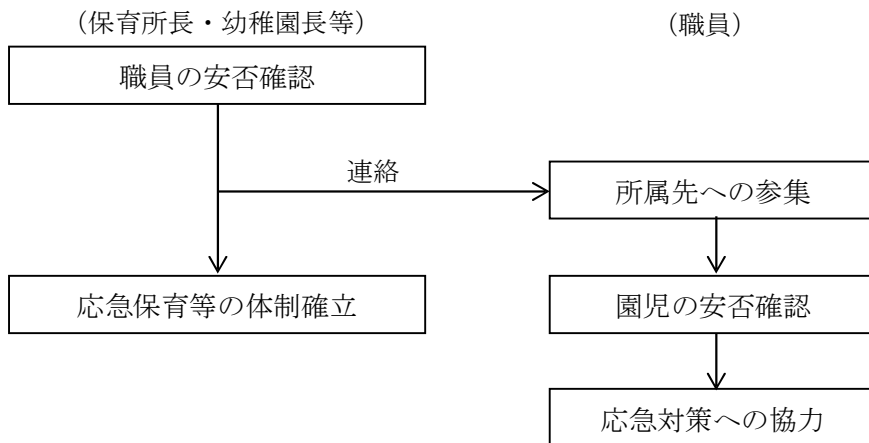 （保育所長・幼稚園長等）
（職員）
職員の安否確認
連絡
所属先への参集
応急保育等の体制確立
園児の安否確認
応急対策への協力